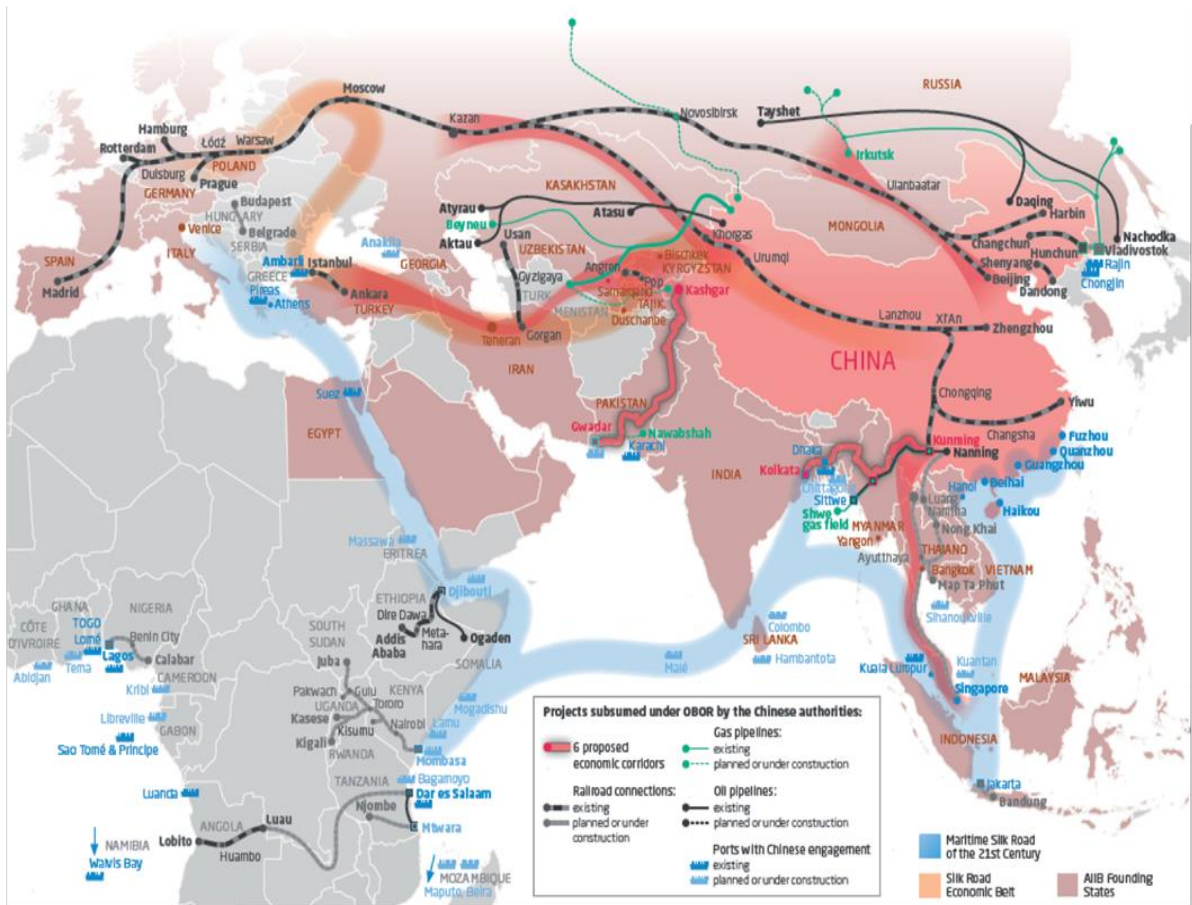 Moscow
Kazan
Novosibirsk
Tayshet
RUSSIA
Hamburg
Rotterdam
Łódź
Warsaw
Duisburg
POLAND
Prague
GERMANY
Irkutsk
Ulanbaatar
KASAKHSTAN
MONGOLIA
Budapest
HUNGARY
Belgrade
SERBIA
Venice
ITALY
Atyrau
Beyneu
Aktau
Atasu
Usan
Khorgas
Urumqi
Daqing
Harbin
Changchun
Hunchun
Nachodka
Vladivostok
Rajin
Chongjin
Shenyang
Beijing
Dandong
SPAIN
Madrid
Anaklia
GEORGIA
UZBEKISTAN
Bischkek
KYRGYZSTAN
Angren
Pop
Gyzigaya
Samarqand
TAJIK.
Kashgar
TURK
MENISTAN
Duschanbe
Ambarli
Istanbul
GREECE
Pireas
Athens
Ankara
TURKEY
Teheran
Gorgan
IRAN
Lanzhou
XI'An
Zhengzhou
CHINA
Chongqing
Yiwu
Changsha
Suez
EGYPT
PAKISTAN
Gwadar
Nawabshah
Karachi
INDIA
Dhaka
Kolkata
Chittagong
Sittwe
Shwe
gas field
Kunming
Nanning
Fuzhou
Quanzhou
Guangzhou
Beihai
Hanoi
Haikou
MYANMAR
Yangon
Luang
Namtha
Nong Khai
Ayutthaya
THAILAND
Bangkok
VIETNAM
Map Ta Phut
Sihanoukville
Massawa
ERITREA
Djibouti
ETHIOPIA
Dire Dawa
Addis
Ababa
Meta-
hara
Ogaden
SOMALIA
SOUTH
SUDAN
Juba
GHANA
CÔTE
D'IVROIRE
TOGO
Lomé
NIGERIA
Benin City
Lagos
Tema
Abidjan
Calabar
CAMEROON
Kribi
Libreville
GABON
Sao Tomé & Principe
Pakwach
Gulu
KENYA
UGANDA
Tororo
Kasese
Kisumu
Nairobi
Kigali
RWANDA
Lamu
Mogadishu
Mombasa
TANZANIA
Bagamoyo
Dar es Salaam
Njombe
Mtwara
Luanda
ANGOLA
Luau
Lobito
Huambo
NAMIBIA
Walvis Bay
MOZAMBIQUE
Maputo, Beira
Colombo
SRI LANKA
Hambantota
Malé
Kuala Lumpur
Kuantan
Singapore
MALAYSIA
INDONESIA
Jakarta
Bandung
Projects subsumed under OBOR by the Chinese authorities:
6 proposed
economic corridors
Gas pipelines:
existing
planned or under construction
Railroad connections:
existing
planned or under
construction
Oil pipelines:
existing
planned or under construction
Ports with Chinese engagement
existing
planned or under construction
Maritime Silk Road
of the 21st Century
Silk Road
Economic Belt
AIIB Founding
States